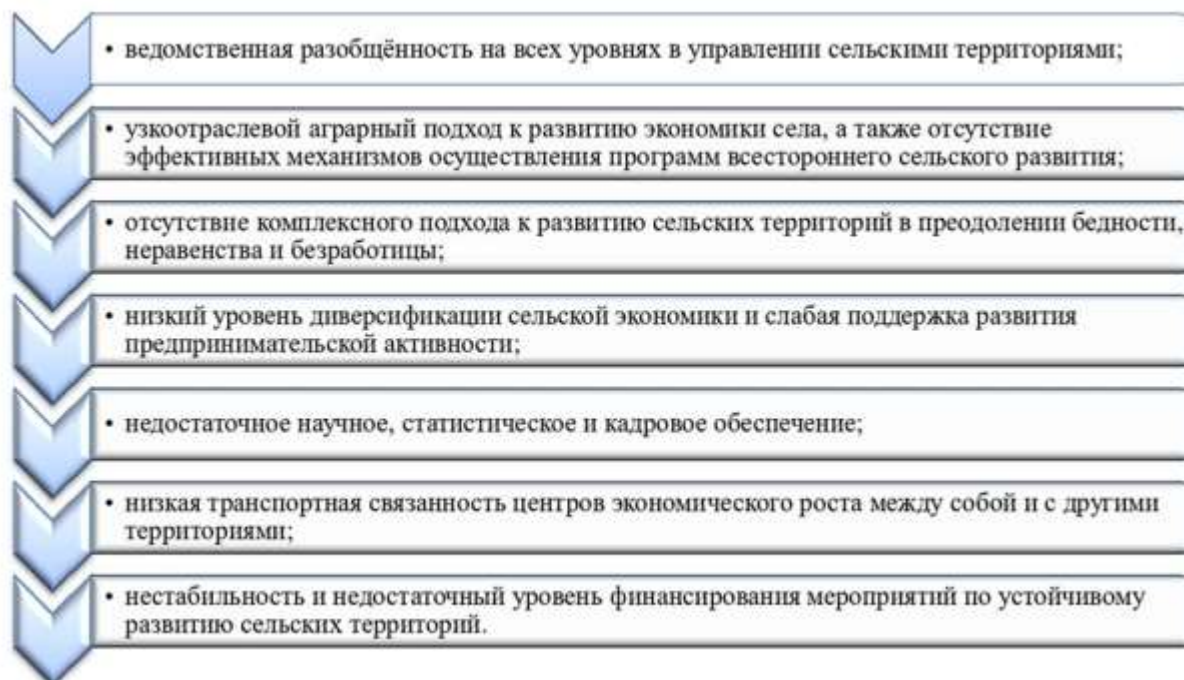 • ведомственная разобщённость на всех уровнях в управлении сельскими территориями;
• узкоотраслевой аграрный подход к развитию экономики села, а также отсутствие
эффективных механизмов осуществления программ всестороннего сельского развития;
• отсутствие комплексного подхода к развитию сельских территорий в преодолении бедности,
неравенства и безработицы;
• низкий уровень диверсификации сельской экономики и слабая поддержка развития
предпринимательской активности;
• недостаточное научное, статистическое и кадровое обеспечение;
• низкая транспортная связанность центров экономического роста между собой и с другими
территориями;
• нестабильность и недостаточный уровень финансирования мероприятий по устойчивому
развитию сельских территорий.